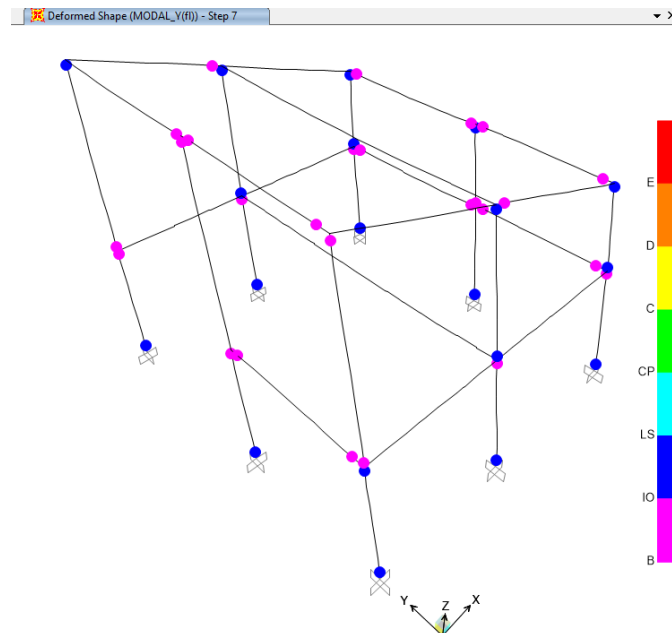 Deformed Shape (MODAL_Y(fl)) - Step 7
E
D
C
CP
LS
IO
B
Y
Z
X